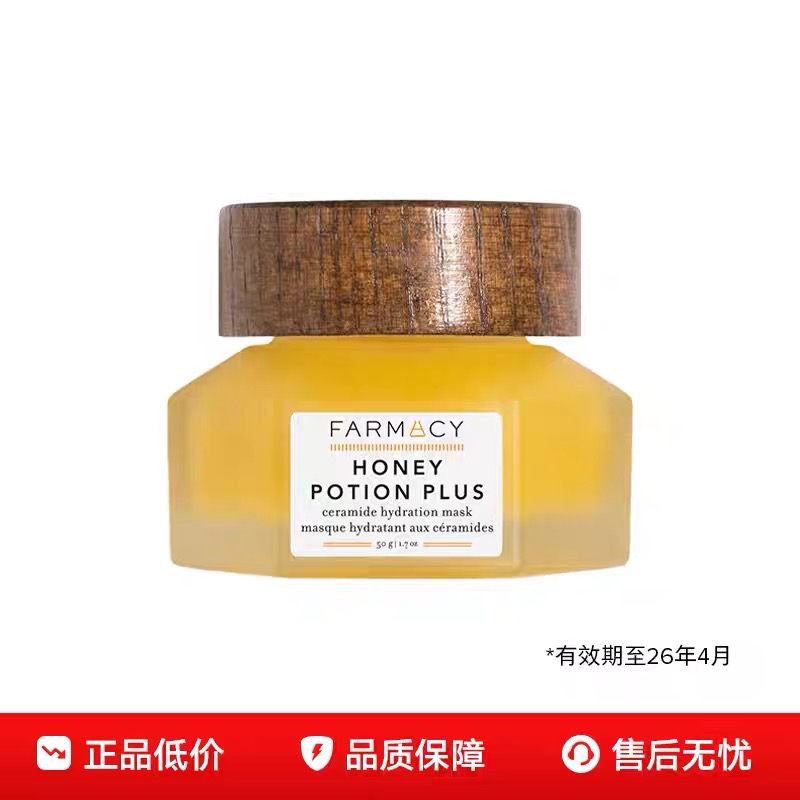 FARMACY
HONEY
POTION PLUS
ceramide hydration mask
masque hydratant aux céramides
50 g | 1.7 oz
*有效期至26年4月
正品低价
品质保障
售后无忧